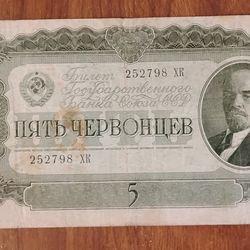 Билет
252798 ХК
Государственного
Банка Союза ССР
ПЯТЬ ЧЕРВОНЦЕВ
252798 ХК
5